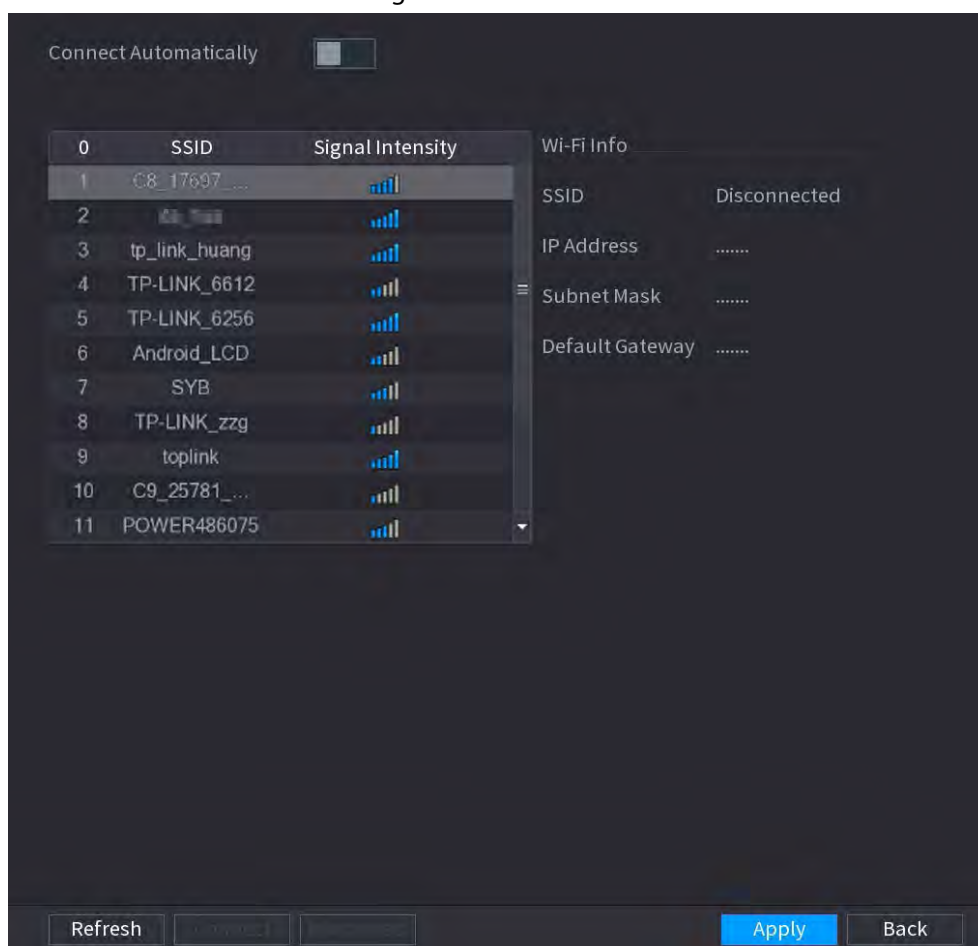 Connect Automatically
0 SSID Signal Intensity
1 C8_17697_...
2
3 tp_link_huang
4 TP-LINK_6612
5 TP-LINK_6256
6 Android_LCD
7 SYB
8 TP-LINK_zzg
9 toplink
10 C9_25781_...
11 POWER486075
Wi-Fi Info
SSID Disconnected
IP Address .......
Subnet Mask .......
Default Gateway .......
Refresh
Apply
Back